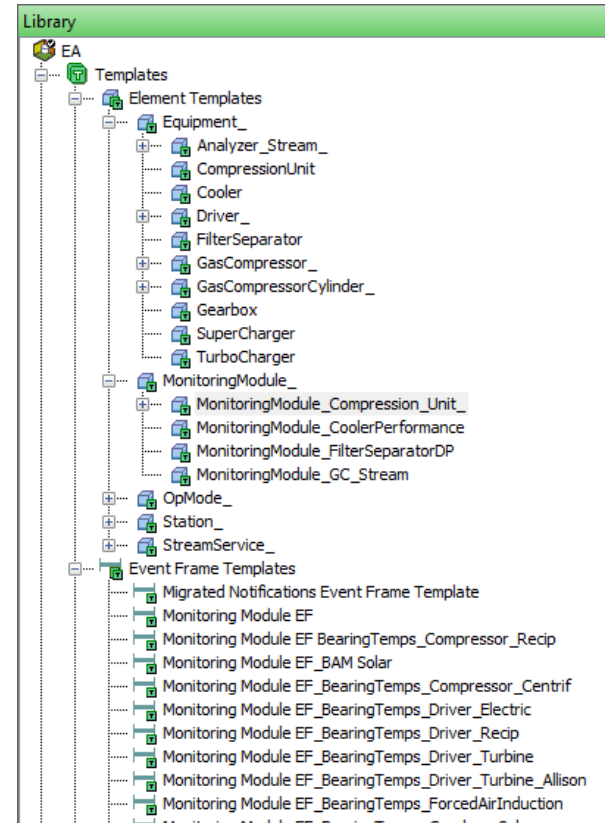 Library
EA
Templates
Element Templates
Equipment_
Analyzer_Stream_
CompressionUnit
Cooler
Driver_
FilterSeparator
GasCompressor_
GasCompressorCylinder_
Gearbox
SuperCharger
TurboCharger
MonitoringModule_
MonitoringModule_Compression_Unit_
MonitoringModule_CoolerPerformance
MonitoringModule_FilterSeparatorDP
MonitoringModule_GC_Stream
OpMode_
Station_
StreamService_
Event Frame Templates
Migrated Notifications Event Frame Template
Monitoring Module EF
Monitoring Module EF BearingTemps_Compressor_Recip
Monitoring Module EF_BAM Solar
Monitoring Module EF_BearingTemps_Compressor_Centrif
Monitoring Module EF_BearingTemps_Driver_Electric
Monitoring Module EF_BearingTemps_Driver_Recip
Monitoring Module EF_BearingTemps_Driver_Turbine
Monitoring Module EF_BearingTemps_Driver_Turbine_Allison
Monitoring Module EF_BearingTemps_ForcedAirInduction